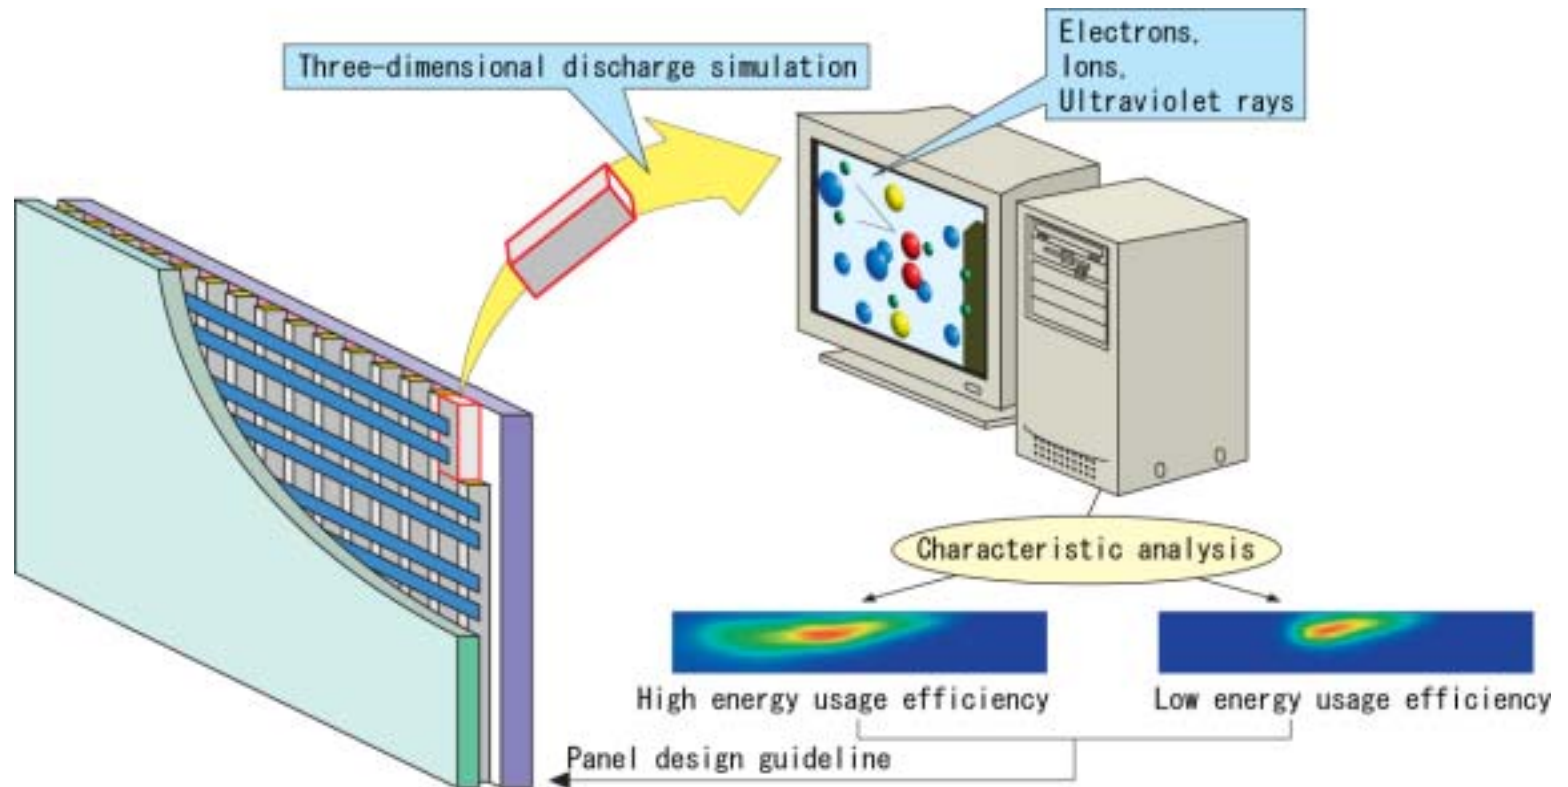 Three-dimensional discharge simulation
Electrons,
Ions,
Ultraviolet rays
Characteristic analysis
High energy usage efficiency
Low energy usage efficiency
Panel design guideline